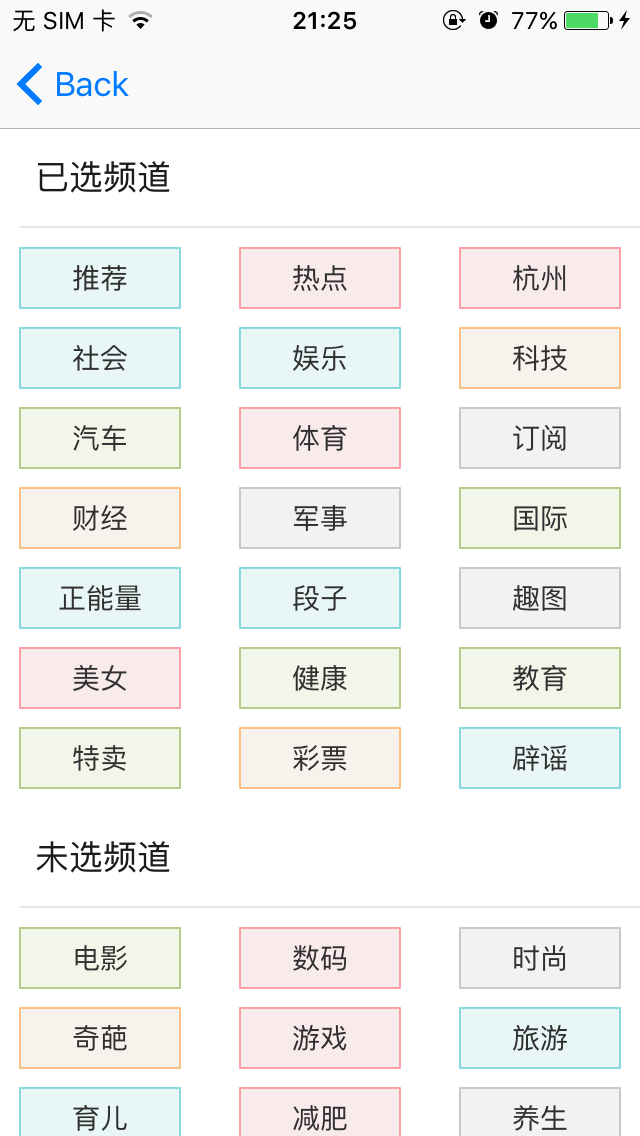 无 SIM 卡 21:25 77%
Back
已选频道
推荐 热点 杭州
社会 娱乐 科技
汽车 体育 订阅
财经 军事 国际
正能量 段子 趣图
美女 健康 教育
特卖 彩票 辟谣
未选频道
电影 数码 时尚
奇葩 游戏 旅游
育儿 减肥 养生